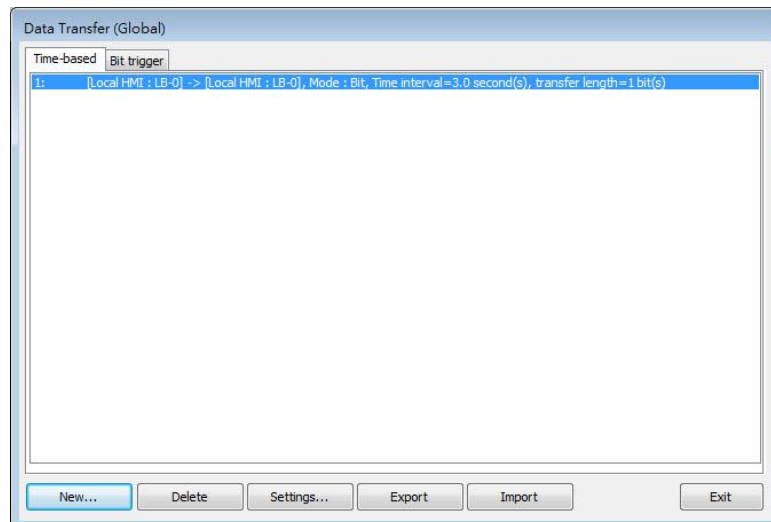 Data Transfer (Global)
Time-based Bit trigger
1: [Local HMI : LB-0] -> [Local HMI : LB-0], Mode : Bit, Time interval=3.0 second(s), transfer length=1 bit(s)
New... Delete Settings... Export Import Exit